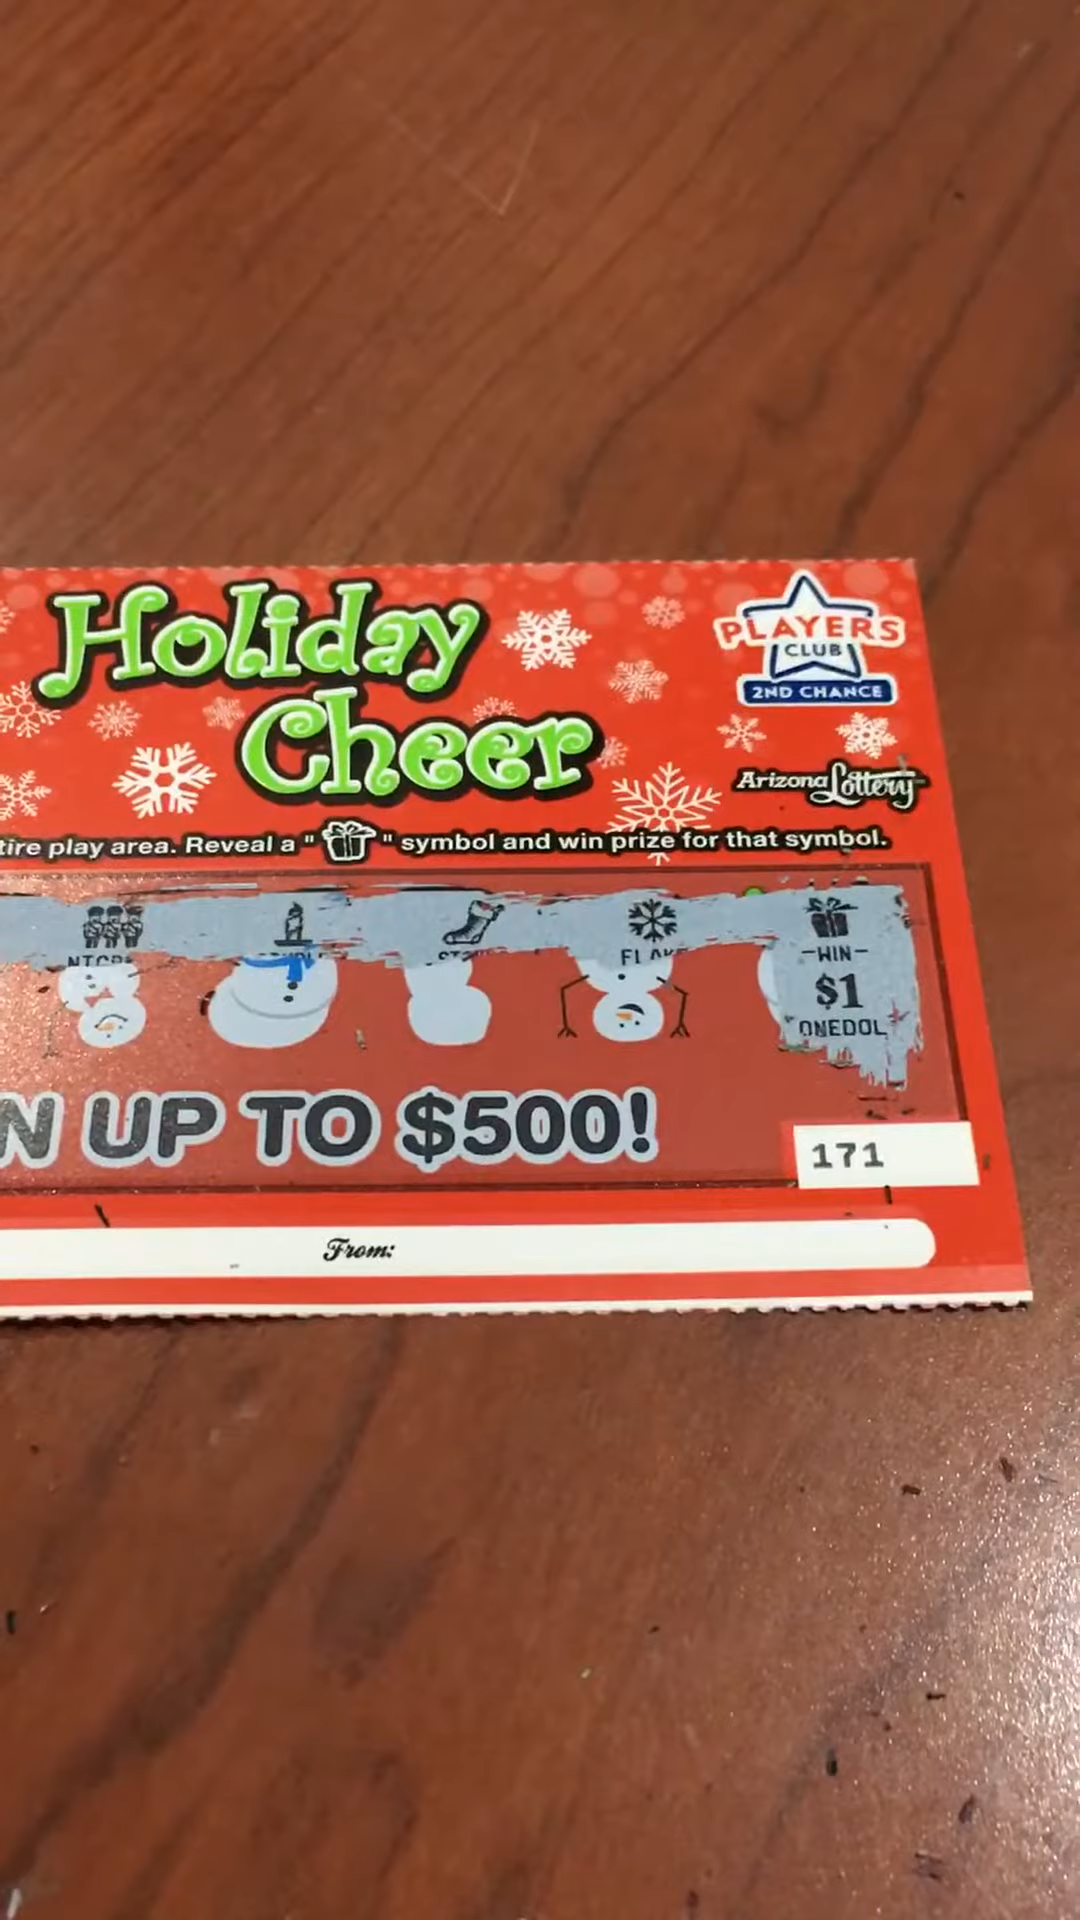 Holiday
Cheer
PLAYERS
CLUB
2ND CHANCE
Arizona Lottery
tire play area. Reveal a " " symbol and win prize for that symbol.
WIN
$1
ONEDOL
N UP TO $500!
171
From: